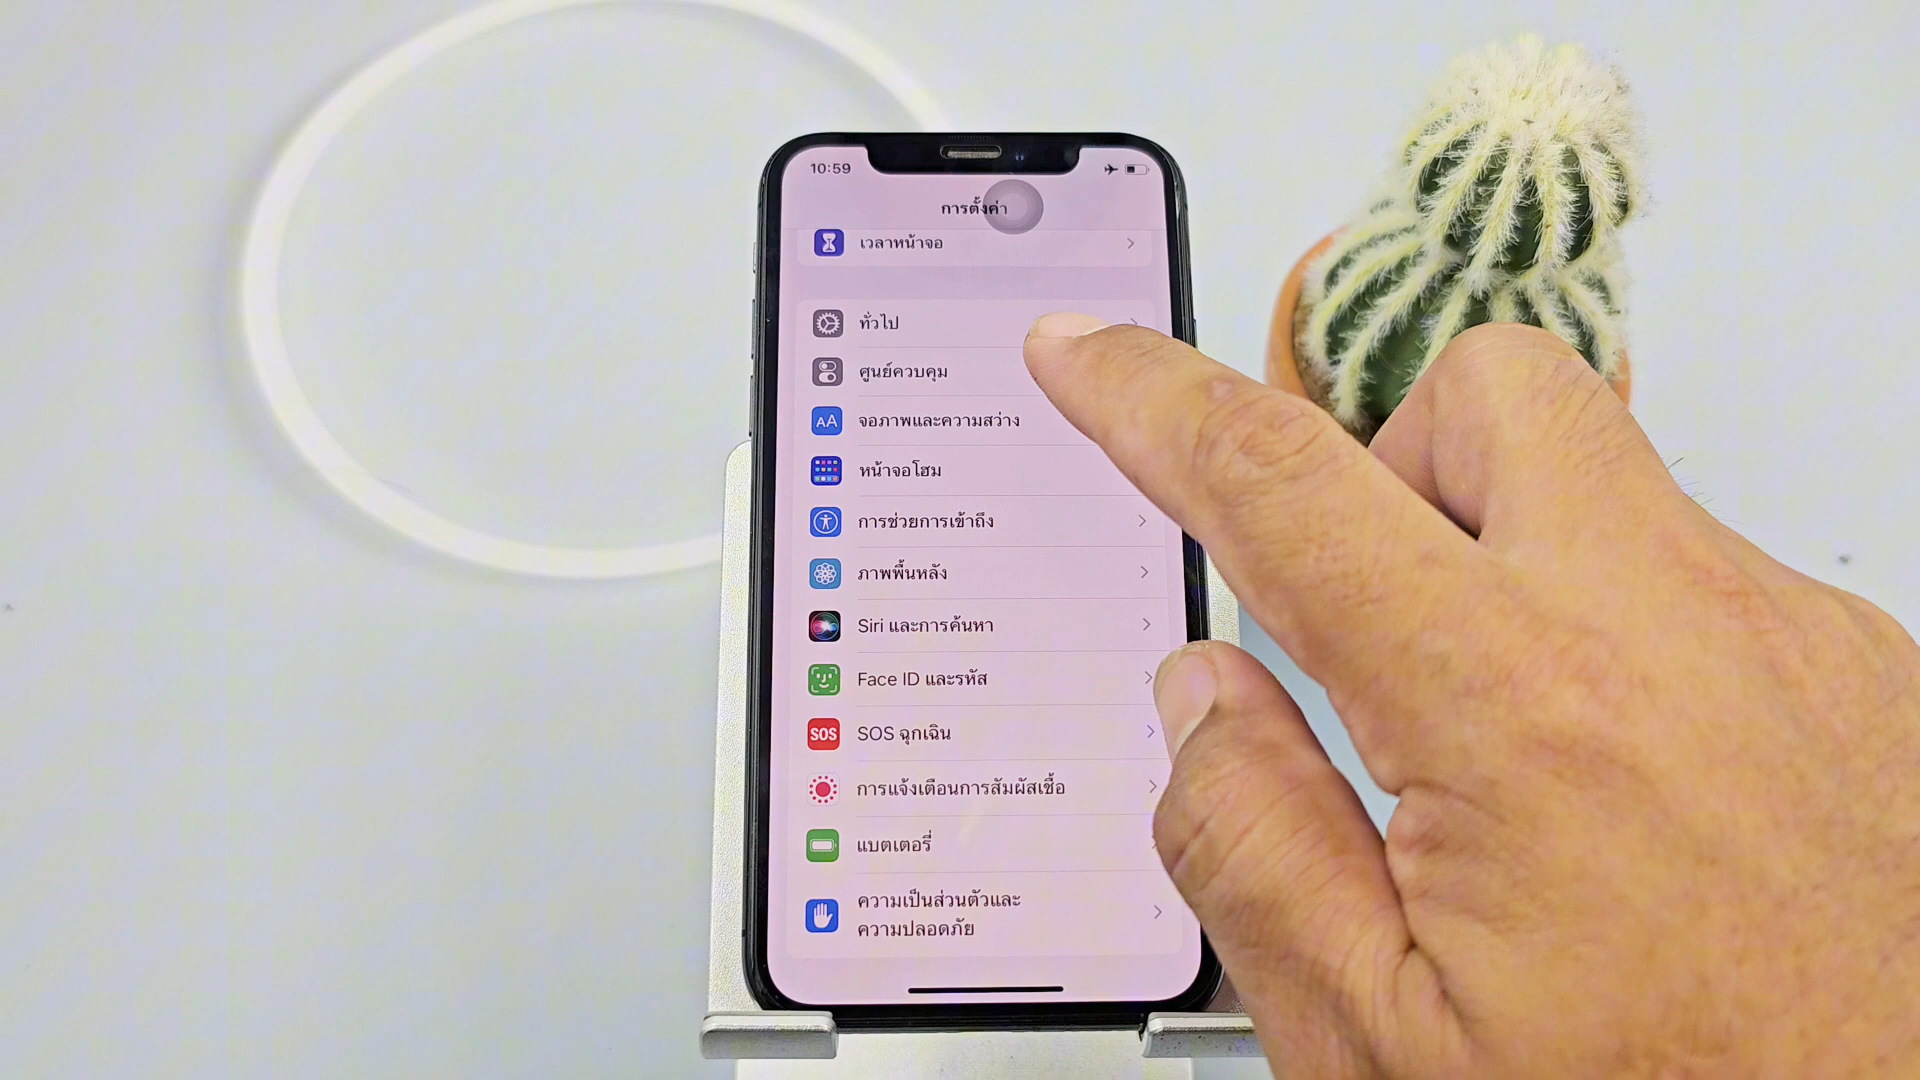 10:59
การตั้งค่า
เวลาหน้าจอ
ทั่วไป
ศูนย์ควบคุม
AA
จอภาพและความสว่าง
หน้าจอโฮม
การช่วยการเข้าถึง
ภาพพื้นหลัง
Siri และการค้นหา
Face ID และรหัส
SOS
SOS ฉุกเฉิน
การแจ้งเตือนการสัมผัสเชื้อ
แบตเตอรี่
ความเป็นส่วนตัวและ
ความปลอดภัย